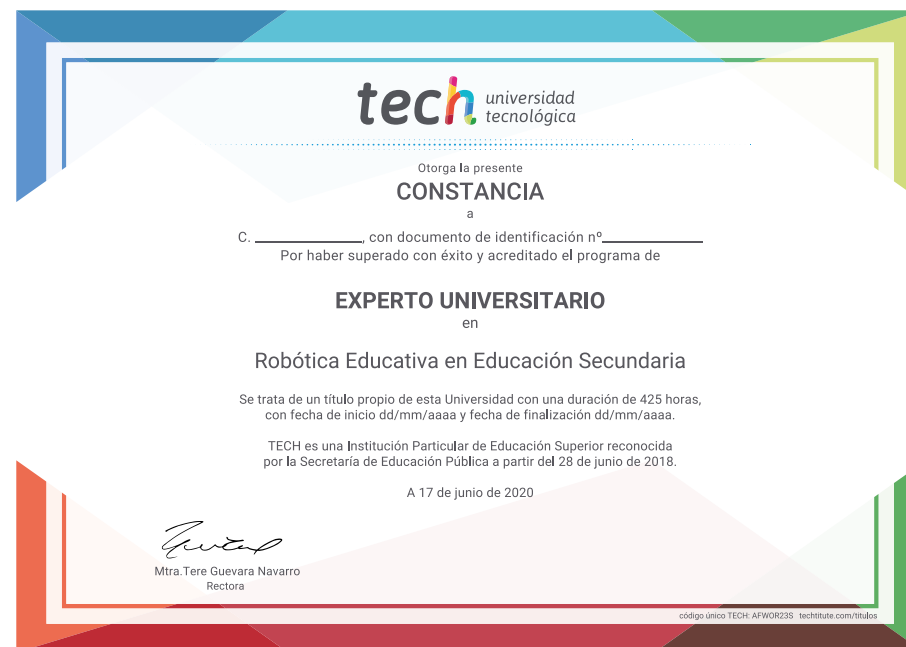 tech universidad
tecnológica
Otorga la presente
CONSTANCIA
a
C. ____________, con documento de identificación nº____________
Por haber superado con éxito y acreditado el programa de
EXPERTO UNIVERSITARIO
en
Robótica Educativa en Educación Secundaria
Se trata de un título propio de esta Universidad con una duración de 425 horas,
con fecha de inicio dd/mm/aaaa y fecha de finalización dd/mm/aaaa.
TECH es una Institución Particular de Educación Superior reconocida
por la Secretaría de Educación Pública a partir del 28 de junio de 2018.
A 17 de junio de 2020
Mtra.Tere Guevara Navarro
Rectora
código único TECH: AFWOR23S techtitute.com/titulos